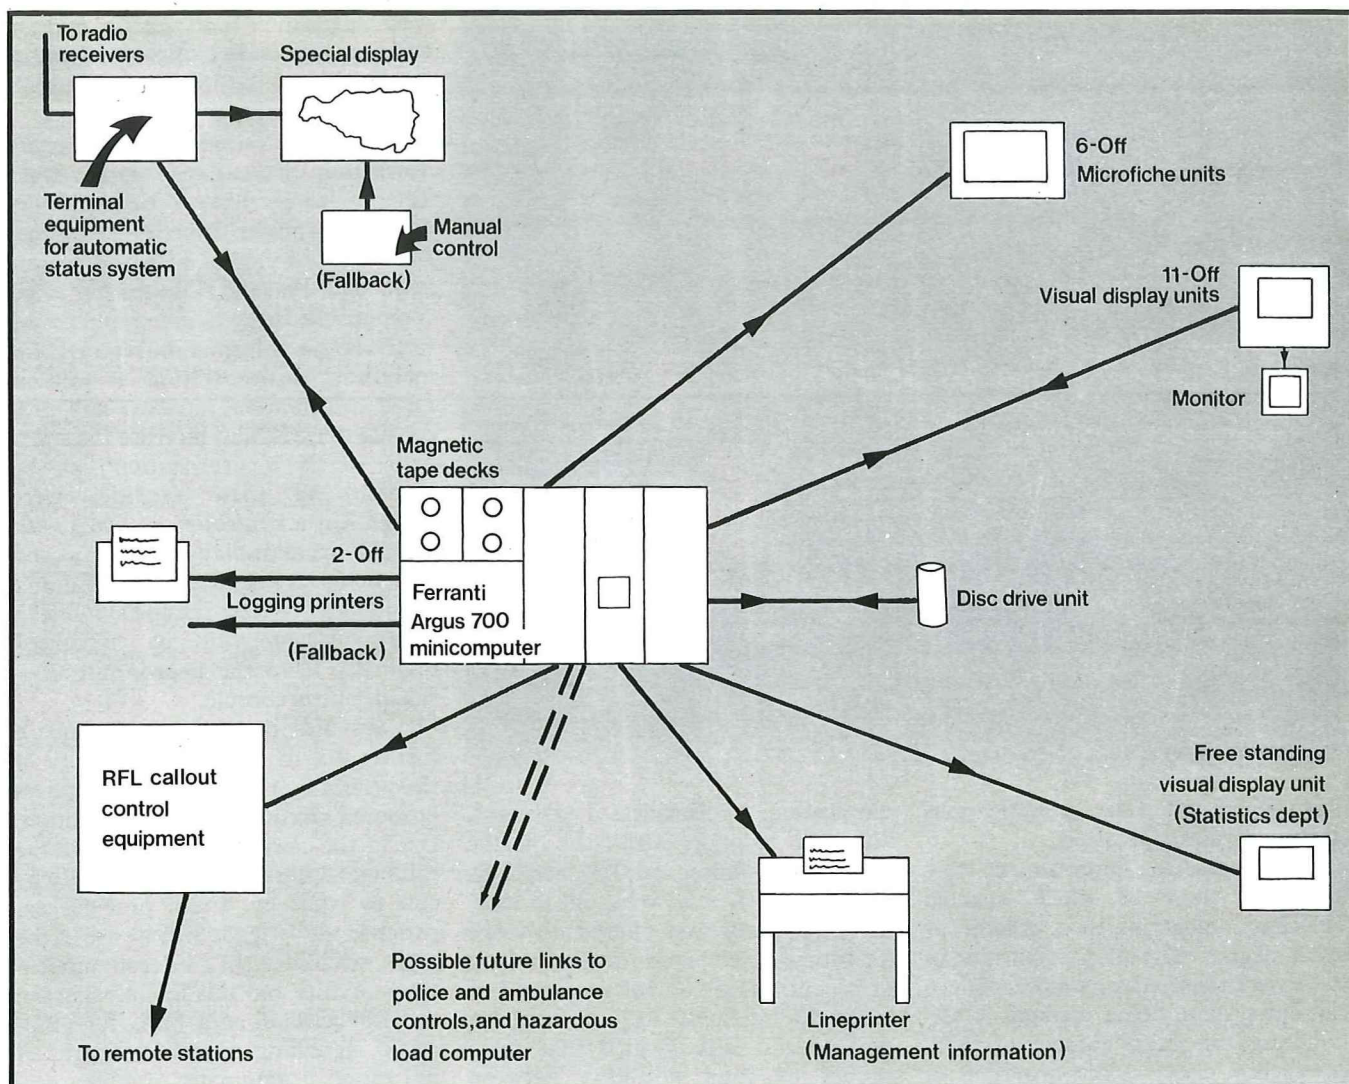 To radio
receivers
Special display
Terminal
equipment
for automatic
status system
Manual
control
(Fallback)
6-Off
Microfiche units
11-Off
Visual display units
Monitor
Magnetic
tape decks
2-Off
Logging printers
(Fallback)
Ferranti
Argus 700
minicomputer
Disc drive unit
RFL callout
control
equipment
To remote stations
Possible future links to
police and ambulance
controls, and hazardous
load computer
Lineprinter
(Management information)
Free standing
visual display unit
(Statistics dept)